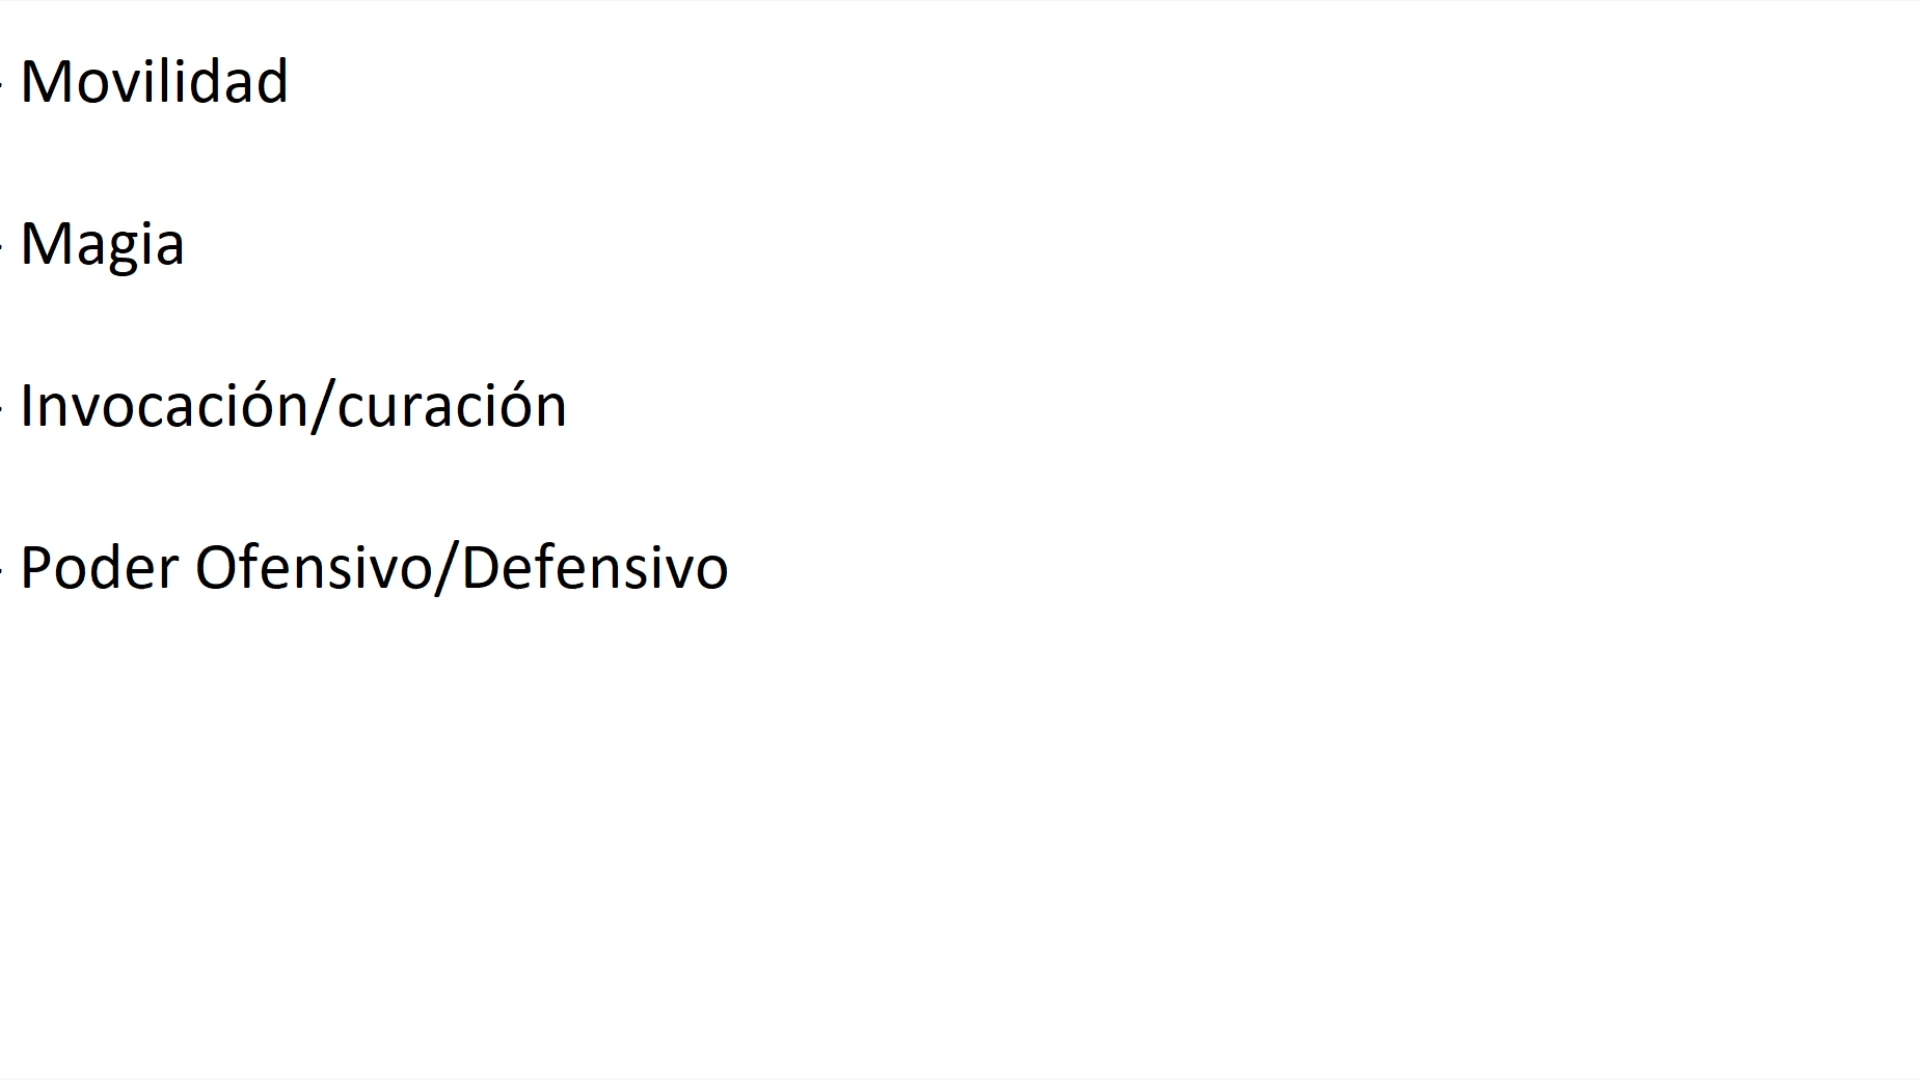 - Movilidad
- Magia
- Invocación/curación
- Poder Ofensivo/Defensivo